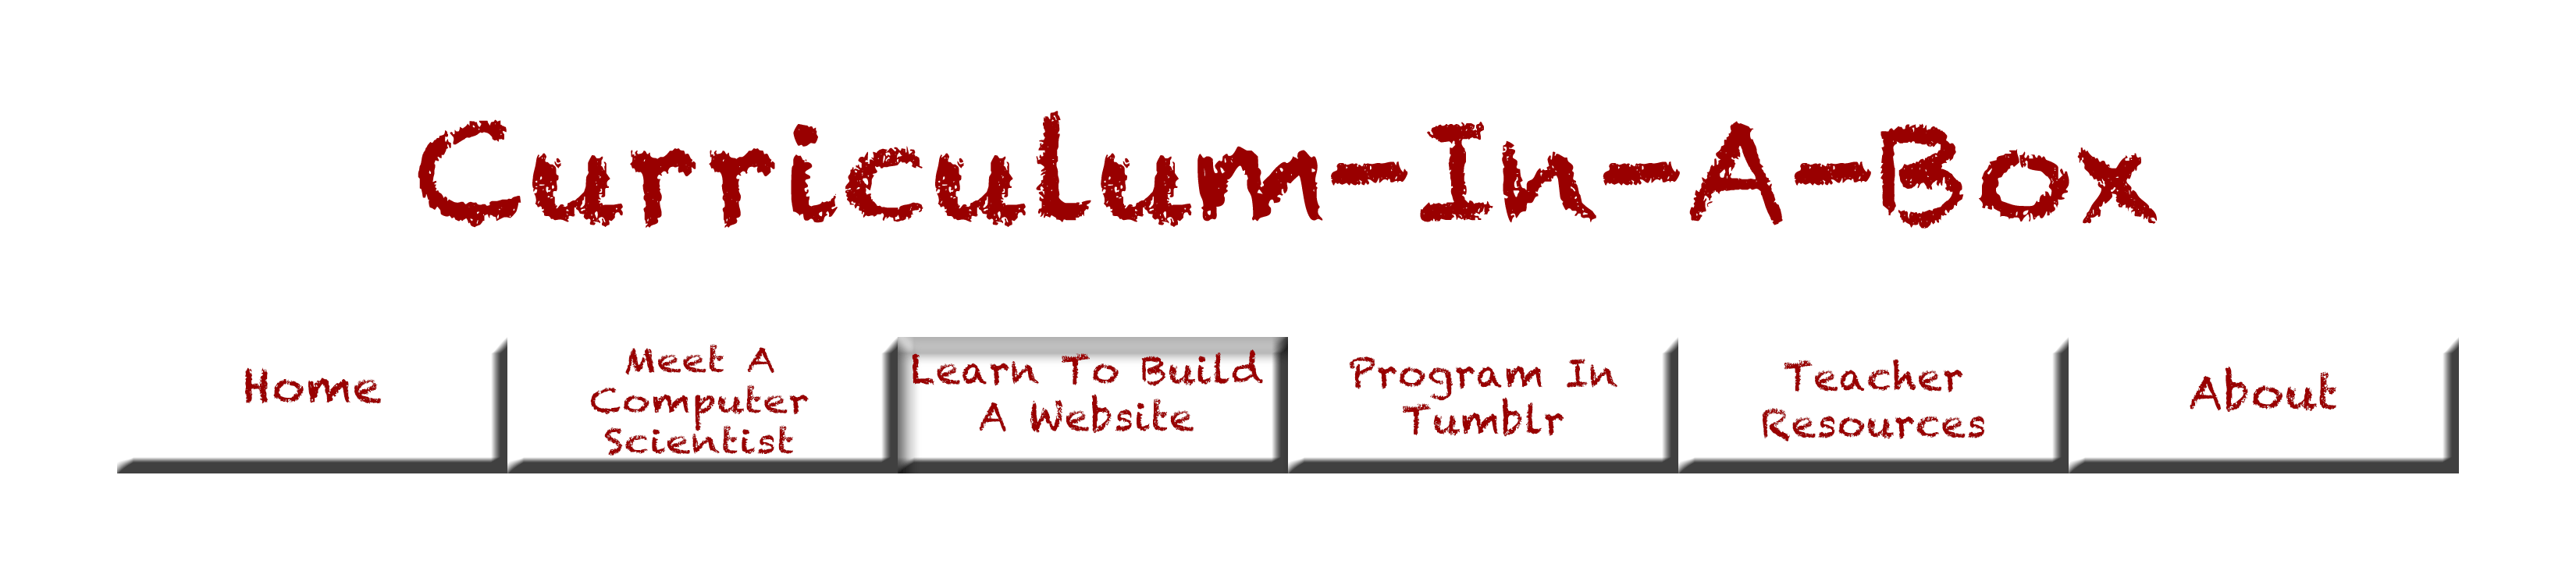 Curriculum-In-A-Box
Home
Meet A
Computer
Scientist
Learn To Build
A Website
Program In
Tumblr
Teacher
Resources
About